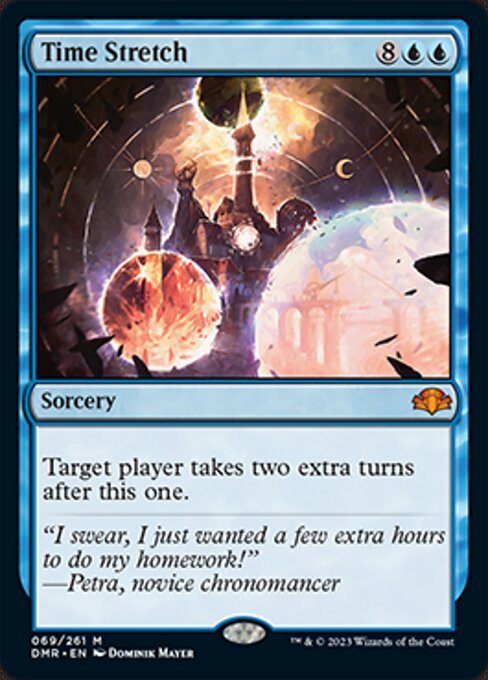 Time Stretch 8
Sorcery
Target player takes two extra turns
after this one.
“I swear, I just wanted a few extra hours
to do my homework!”
—Petra, novice chronomancer
069/261 M
DMR • EN Dominik Mayer
™ & © 2023 Wizards of the Coast